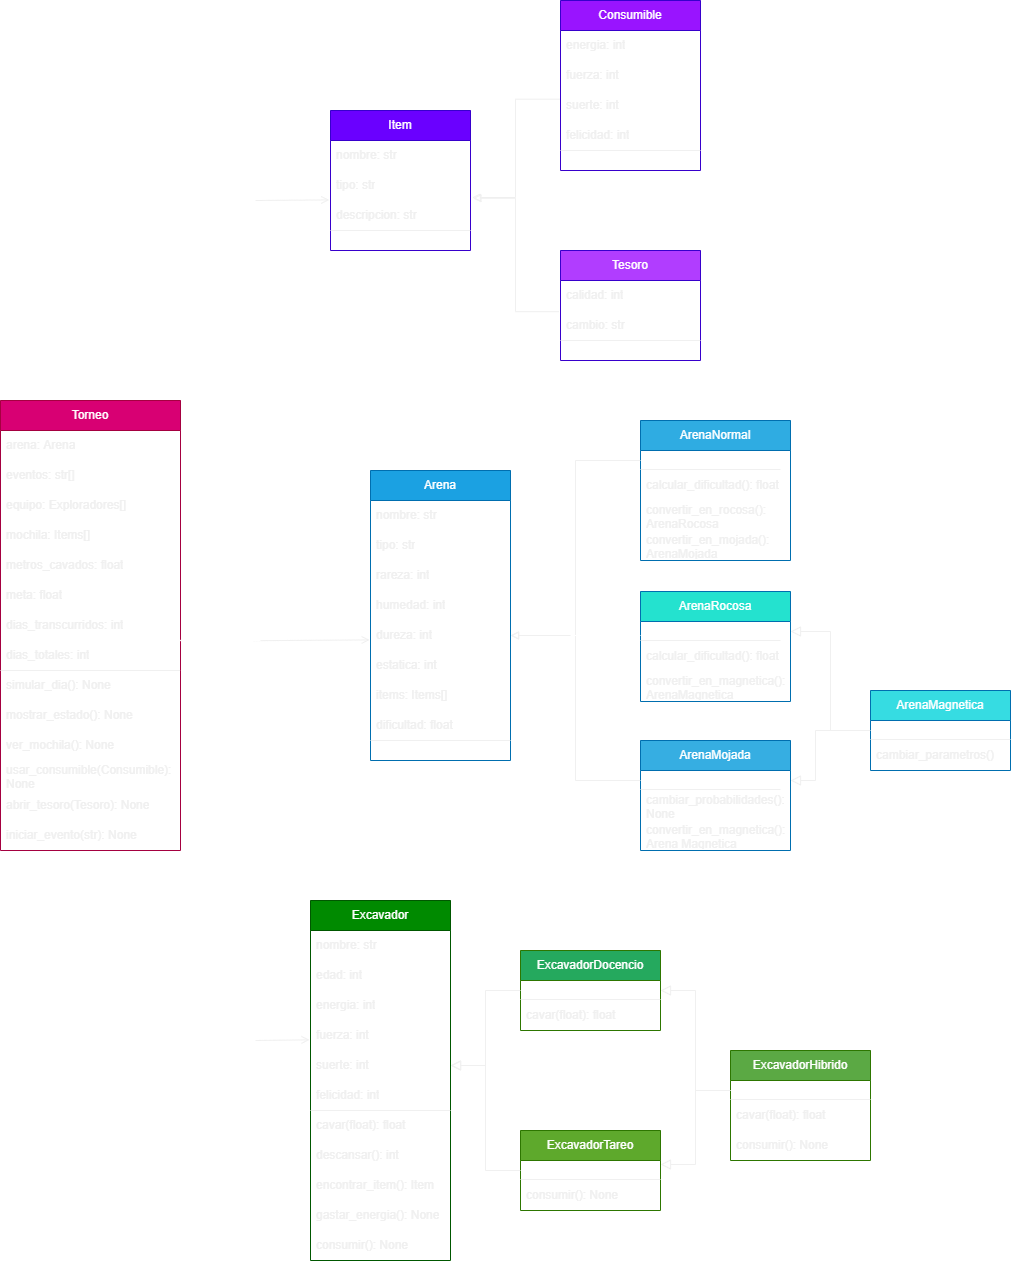 Consumible
energia: int
fuerza: int
suerte: int
felicidad: int
Item
nombre: str
tipo: str
descripcion: str
Tesoro
calidad: int
cambio: str
Torneo
arena: Arena
eventos: str[]
equipo: Exploradores[]
mochila: Items[]
metros_cavados: float
meta: float
dias_transcurridos: int
dias_totales: int
simular_dia(): None
mostrar_estado(): None
ver_mochila(): None
usar_consumible(Consumible):
None
abrir_tesoro(Tesoro): None
iniciar_evento(str): None
Arena
nombre: str
tipo: str
rareza: int
humedad: int
dureza: int
estatica: int
items: Items[]
dificultad: float
ArenaNormal
calcular_dificultad(): float
convertir_en_rocosa():
ArenaRocosa
convertir_en_mojada():
ArenaMojada
ArenaRocosa
calcular_dificultad(): float
convertir_en_magnetica():
ArenaMagnetica
ArenaMojada
cambiar_probabilidades():
None
convertir_en_magnetica():
Arena Magnetica
ArenaMagnetica
cambiar_parametros()
Excavador
nombre: str
edad: int
energia: int
fuerza: int
suerte: int
felicidad: int
cavar(float): float
descansar(): int
encontrar_item(): Item
gastar_energia(): None
consumir(): None
ExcavadorDocencio
cavar(float): float
ExcavadorTareo
consumir(): None
ExcavadorHibrido
cavar(float): float
consumir(): None